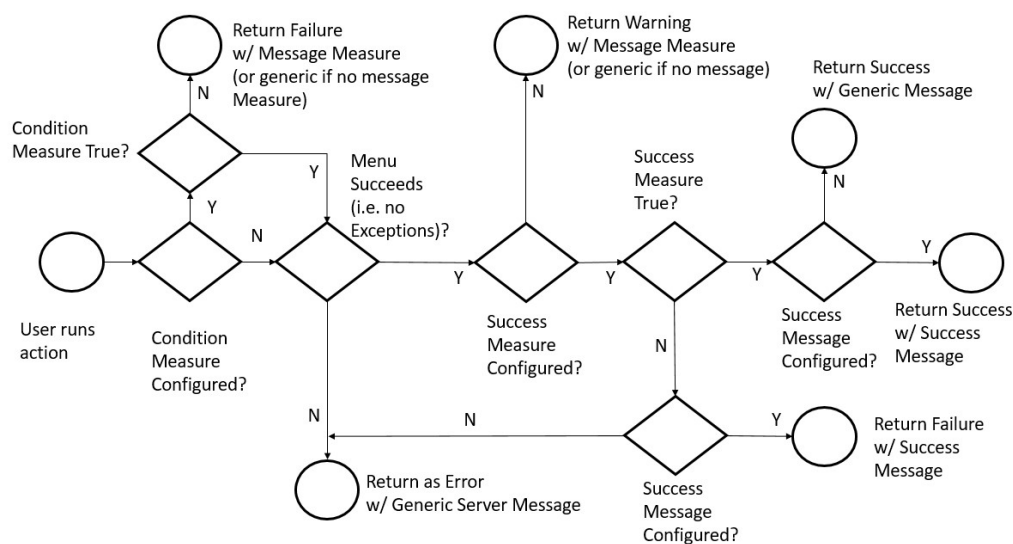 Return Failure
w/ Message Measure
(or generic if no message
Measure)
Return Warning
w/ Message Measure
(or generic if no message)
Return Success
w/ Generic Message
N
N
Condition
Measure True?
Y
Menu
Succeeds
(i.e. no
Exceptions)?
Success
Measure
True?
N
Y
N
Y
Y
Y
Y
User runs
action
Condition
Measure
Configured?
Success
Measure
Configured?
Success
Message
Configured?
Return Success
w/ Success
Message
N
N
N
Y
Return Failure
w/ Success
Message
Return as Error
w/ Generic Server Message
Success
Message
Configured?